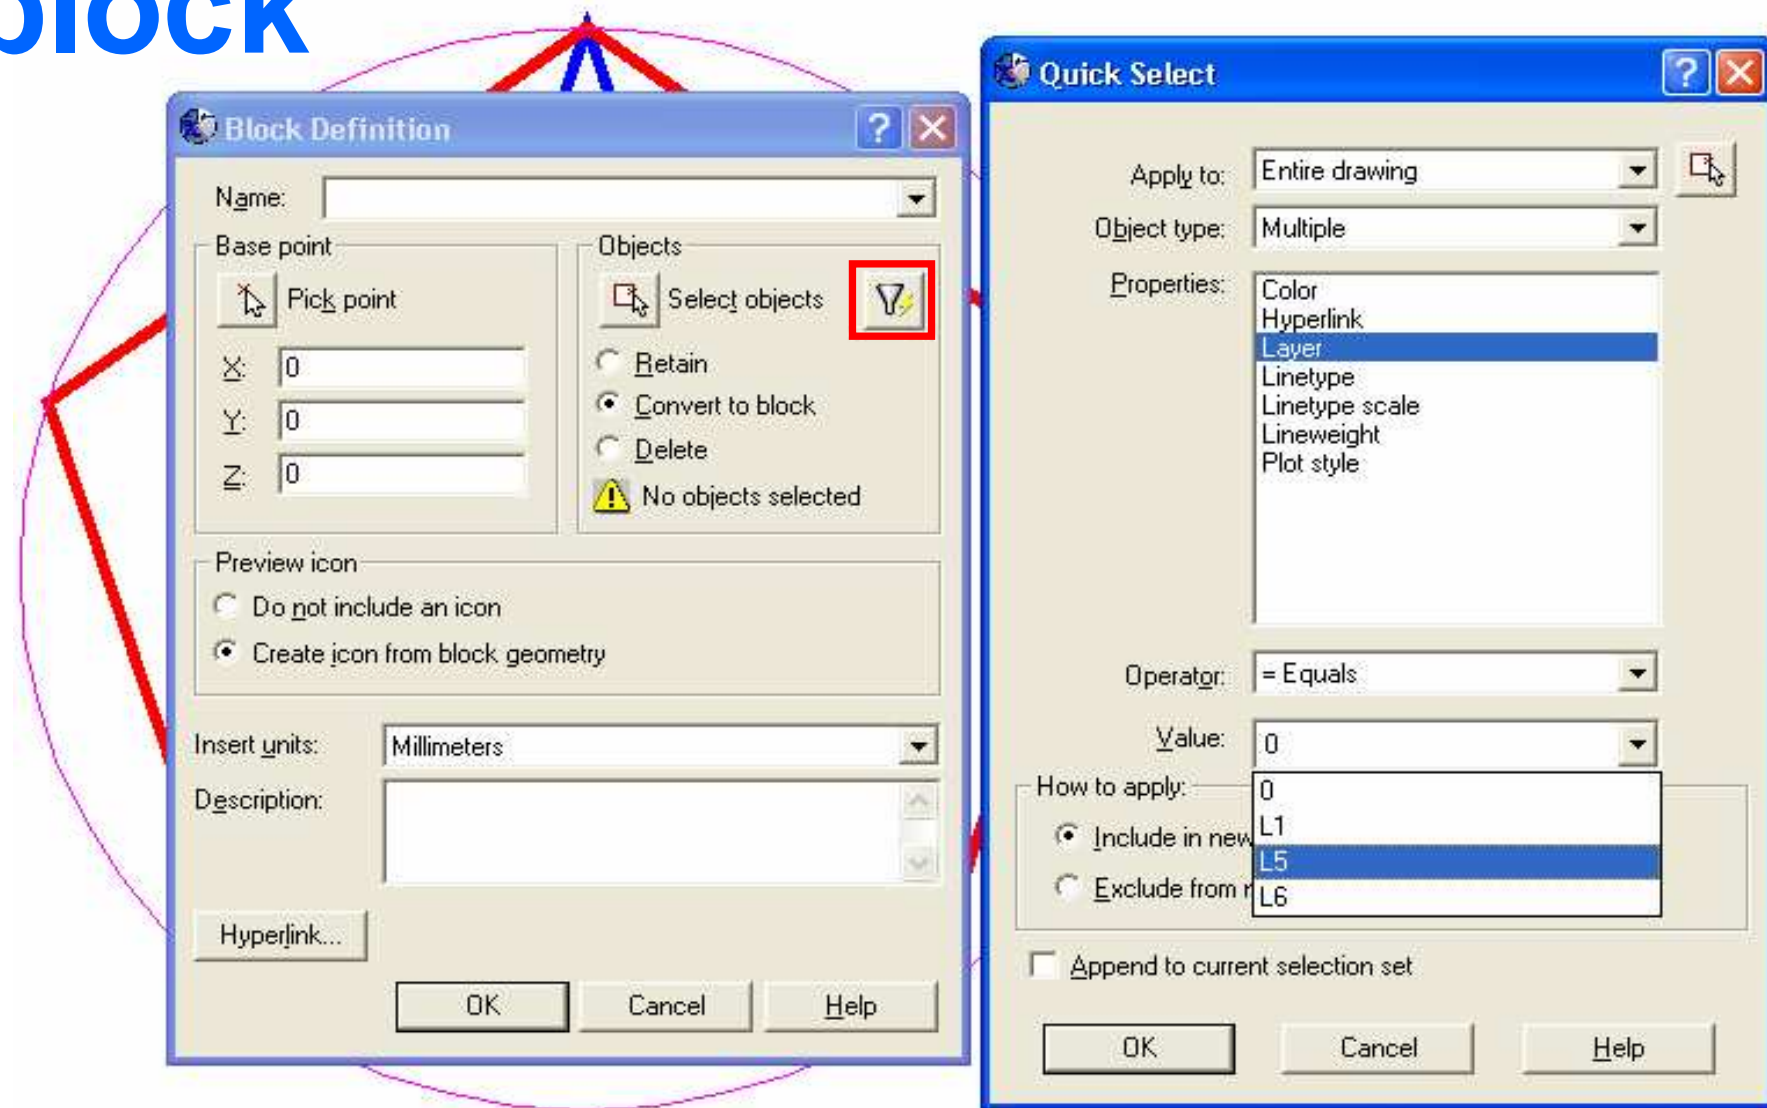 block
Block Definition
Name:
Base point
Pick point
X: 0
Y: 0
Z: 0
Objects
Select objects
Retain
Convert to block
Delete
No objects selected
Preview icon
Do not include an icon
Create icon from block geometry
Insert units: Millimeters
Description:
Hyperlink...
OK Cancel Help
Quick Select
Apply to: Entire drawing
Object type: Multiple
Properties: Color
Hyperlink
Layer
Linetype
Linetype scale
Lineweight
Plot style
Operator: = Equals
Value: 0
How to apply:
0
L1
Include in new
L5
Exclude from
L6
Append to current selection set
OK Cancel Help